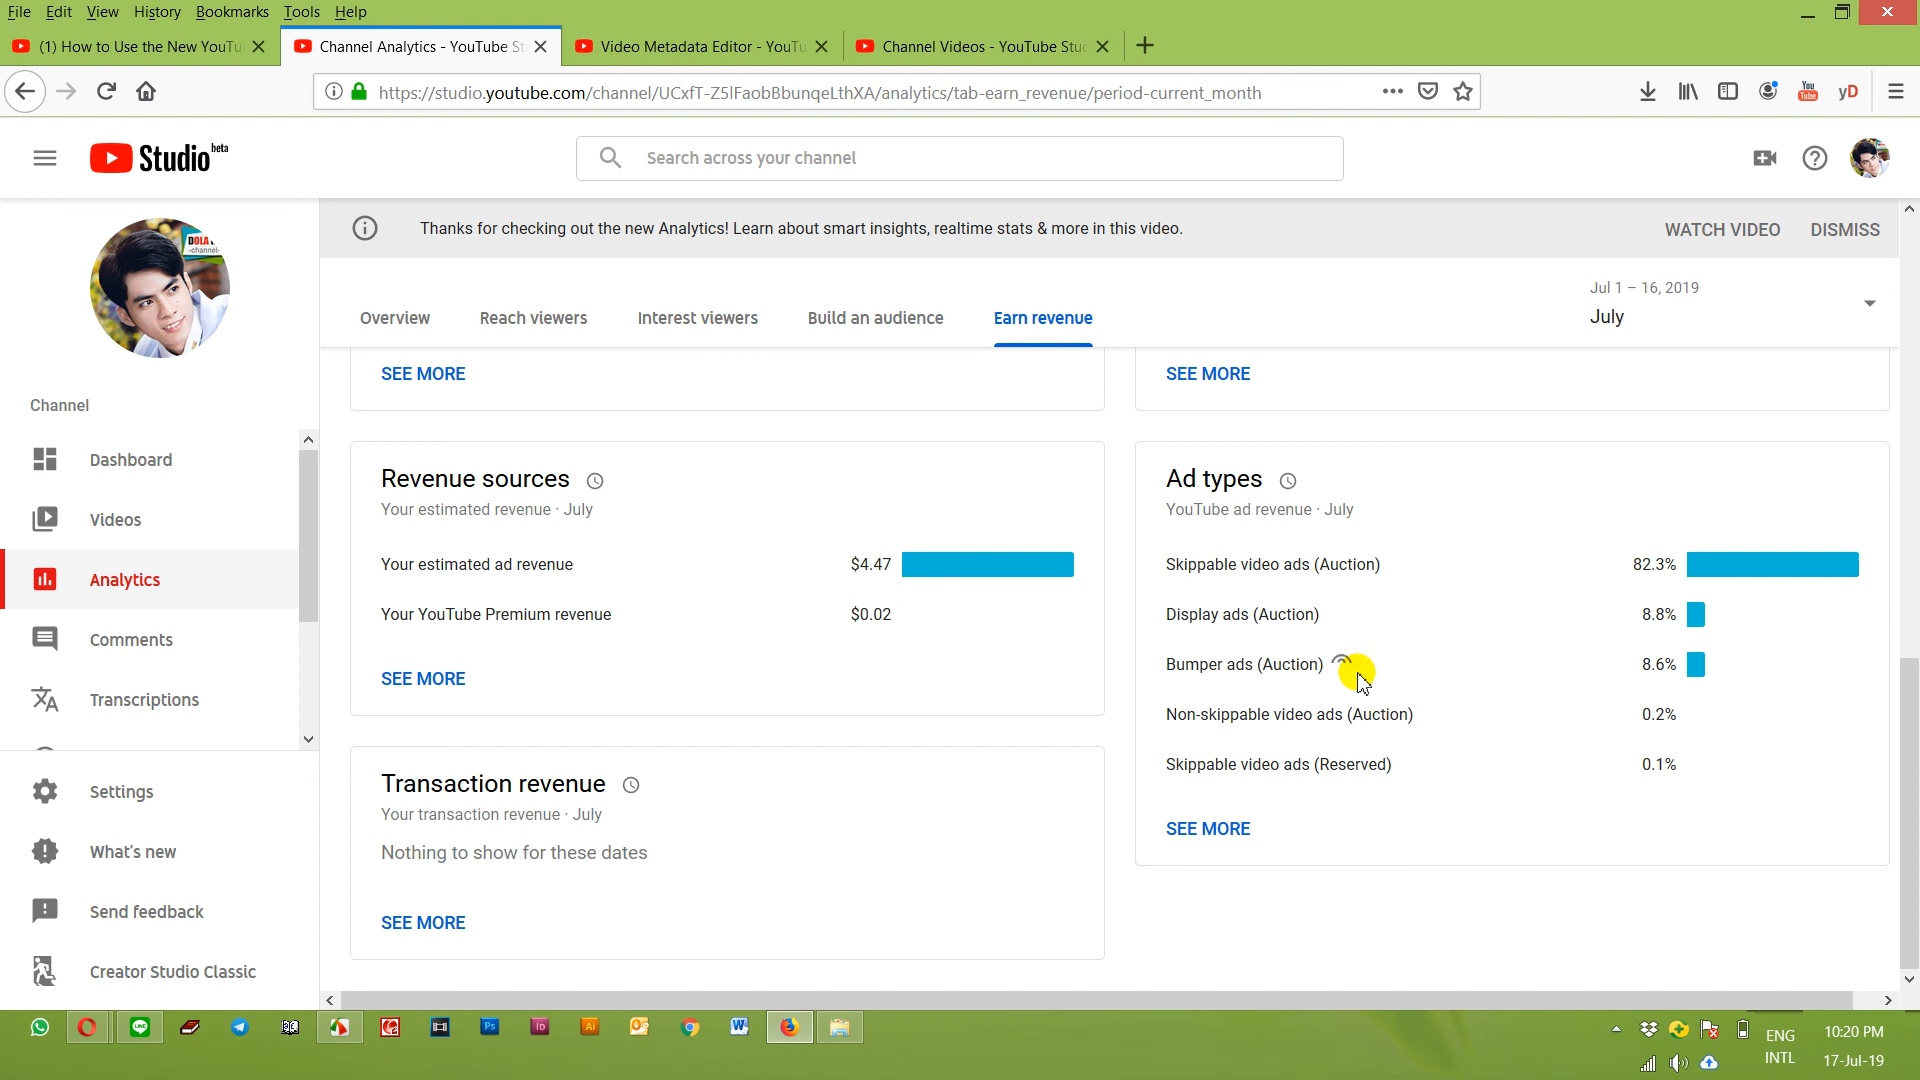 File Edit View History Bookmarks Tools Help
(1) How to Use the New YouTu
Channel Analytics - YouTube St
Video Metadata Editor - YouTu
Channel Videos - YouTube Stud
https://studio.youtube.com/channel/UCxfT-Z5IFaobBbunqeLthXA/analytics/tab-earn_revenue/period-current_month
You Tube
yD
Studio beta
Search across your channel
Thanks for checking out the new Analytics! Learn about smart insights, realtime stats & more in this video.
WATCH VIDEO DISMISS
Overview Reach viewers Interest viewers Build an audience Earn revenue
Jul 1 – 16, 2019
July
Channel
Dashboard
Videos
Analytics
Comments
Transcriptions
Settings
What's new
Send feedback
Creator Studio Classic
SEE MORE
SEE MORE
Revenue sources
Your estimated revenue · July
Your estimated ad revenue $4.47
Your YouTube Premium revenue $0.02
SEE MORE
Ad types
YouTube ad revenue · July
Skippable video ads (Auction) 82.3%
Display ads (Auction) 8.8%
Bumper ads (Auction) 8.6%
Non-skippable video ads (Auction) 0.2%
Skippable video ads (Reserved) 0.1%
SEE MORE
Transaction revenue
Your transaction revenue · July
Nothing to show for these dates
SEE MORE
LINE
Ps
Id
Ai
ENG
INTL
10:20 PM
17-Jul-19